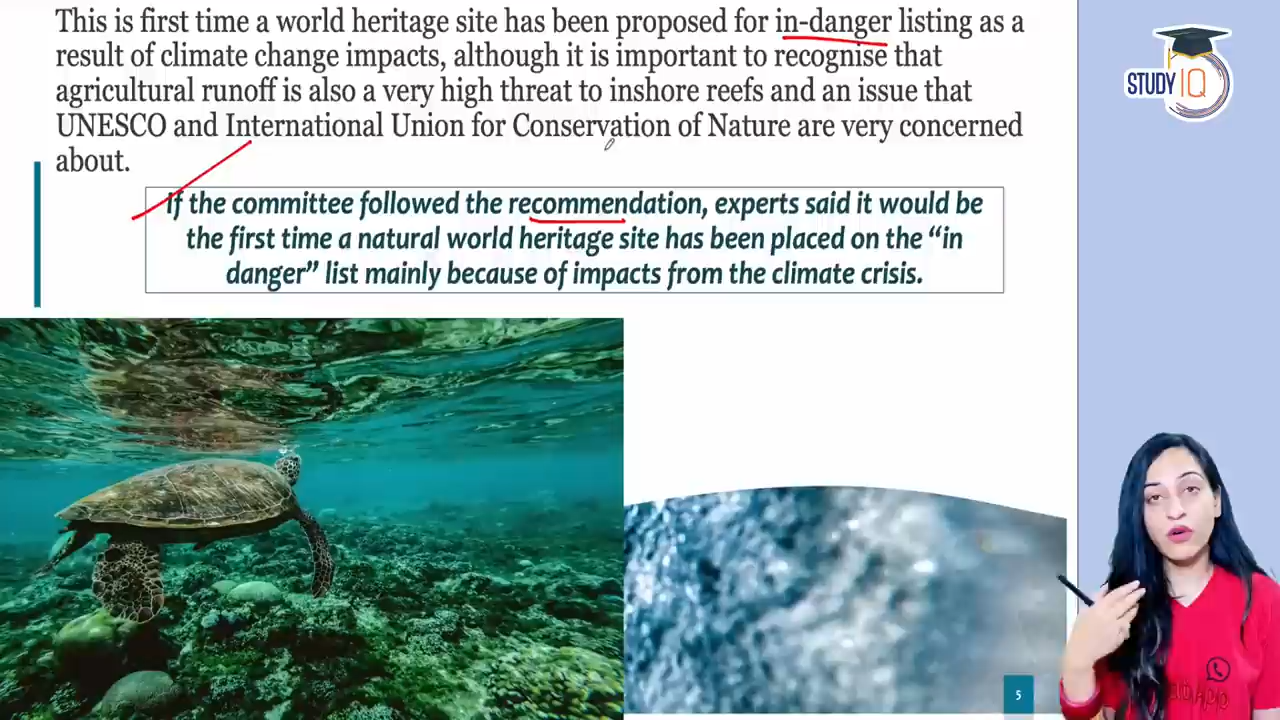 This is first time a world heritage site has been proposed for in-danger listing as a
result of climate change impacts, although it is important to recognise that
agricultural runoff is also a very high threat to inshore reefs and an issue that
UNESCO and International Union for Conservation of Nature are very concerned
about.
If the committee followed the recommendation, experts said it would be
the first time a natural world heritage site has been placed on the “in
danger” list mainly because of impacts from the climate crisis.
STUDY IQ
5